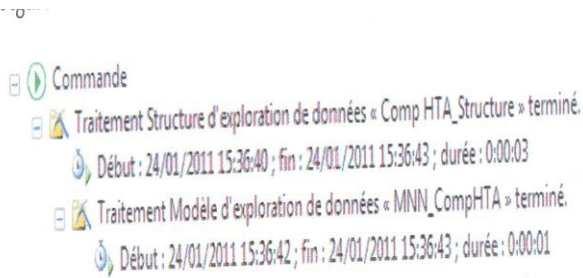 Commande
Traitement Structure d'exploration de données « Comp HTA_Structure » terminé.
Début : 24/01/2011 15:36:40 ; fin : 24/01/2011 15:36:43 ; durée : 0:00:03
Traitement Modèle d'exploration de données « MNN_CompHTA » terminé.
Début : 24/01/2011 15:36:42 ; fin : 24/01/2011 15:36:43 ; durée : 0:00:01